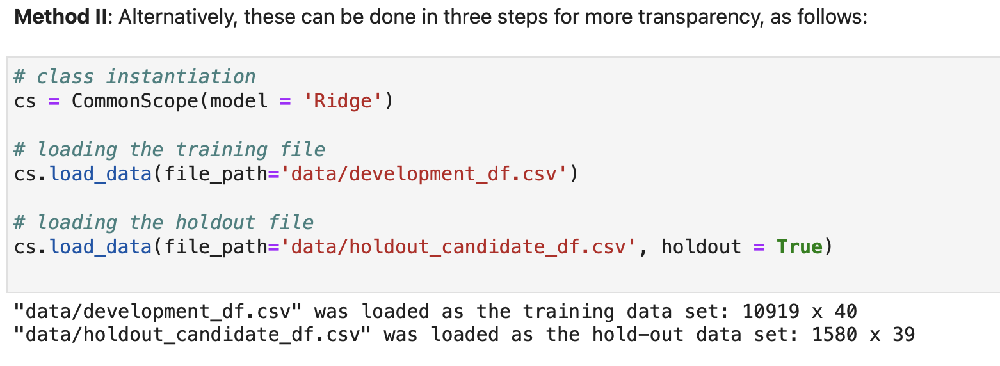 Method II: Alternatively, these can be done in three steps for more transparency, as follows:
# class instantiation
cs = CommonScope(model = 'Ridge')
# loading the training file
cs.load_data(file_path='data/development_df.csv')
# loading the holdout file
cs.load_data(file_path='data/holdout_candidate_df.csv', holdout = True)
"data/development_df.csv" was loaded as the training data set: 10919 x 40
"data/holdout_candidate_df.csv" was loaded as the hold-out data set: 1580 x 39